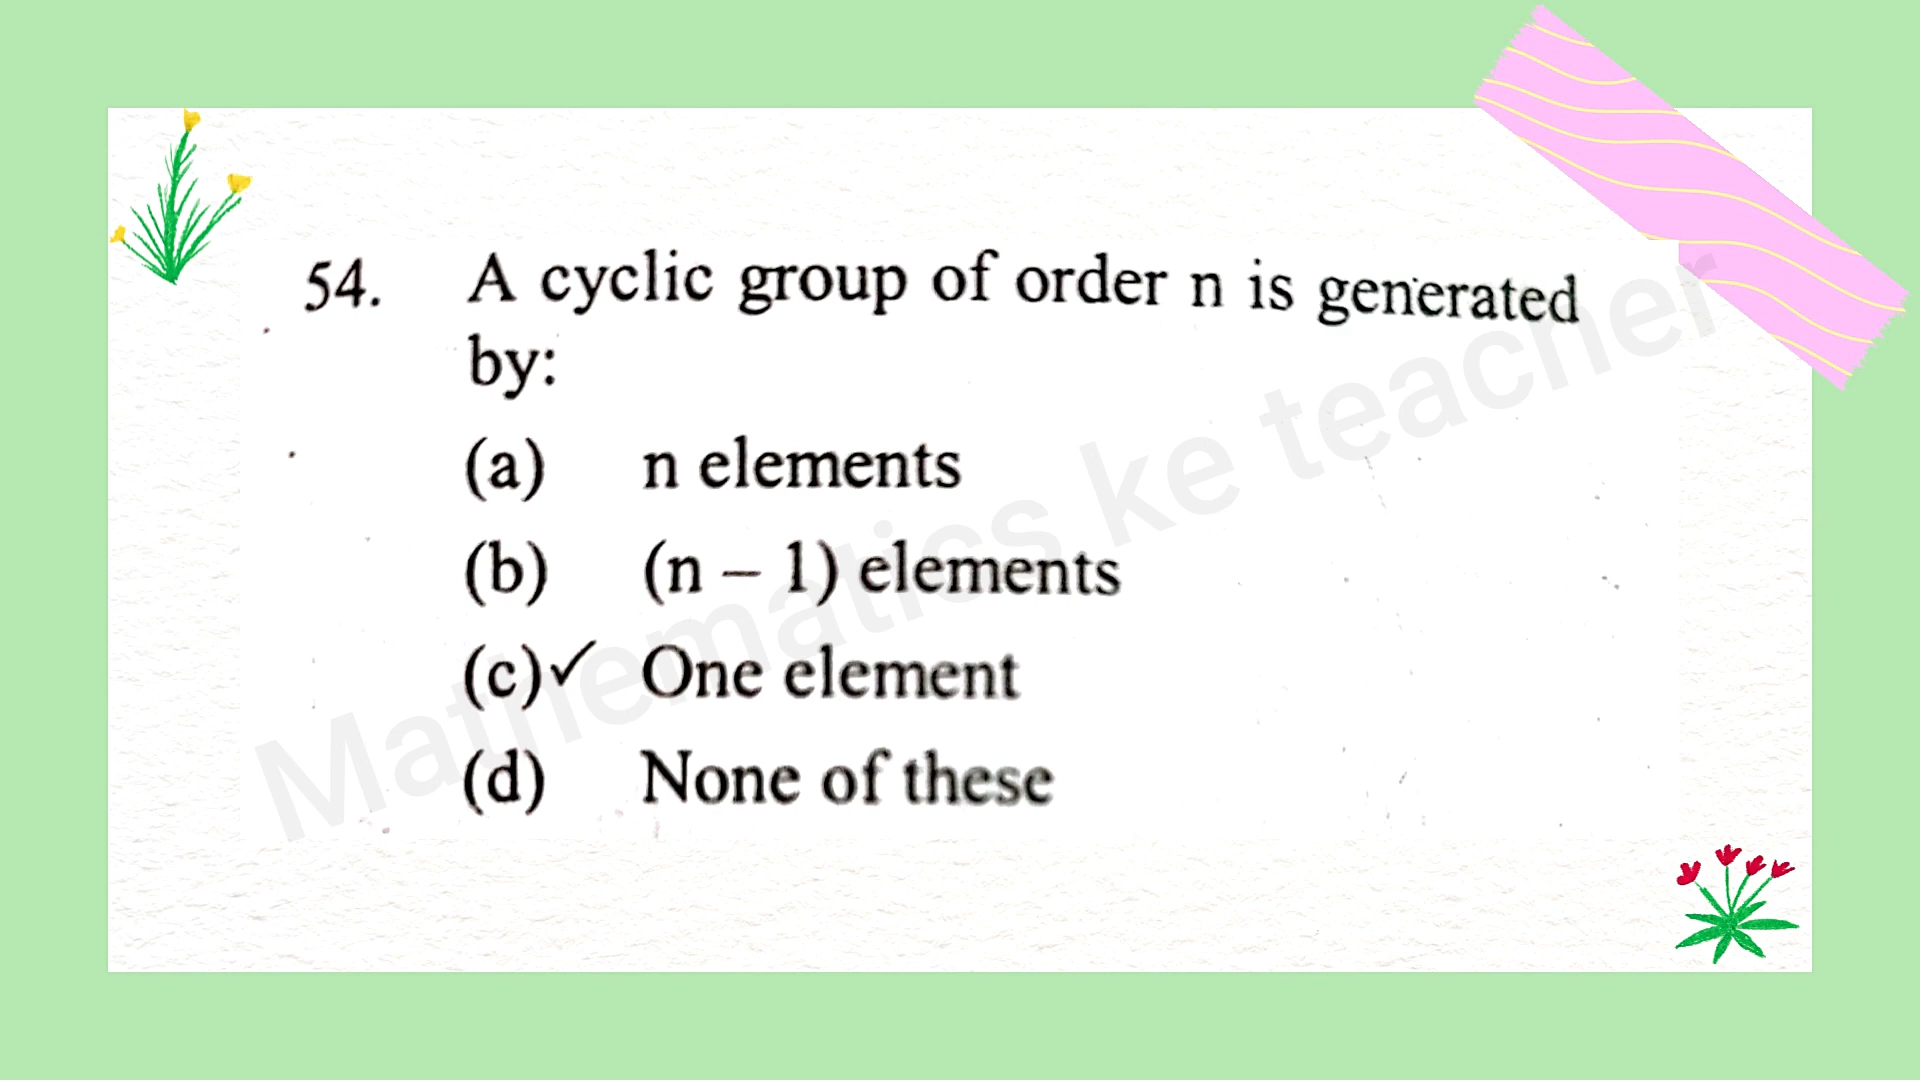 54. A cyclic group of order n is generated
by:
(a) n elements
(b) (n – 1) elements
(c)✓ One element
(d) None of these
Mathematics ke teacher